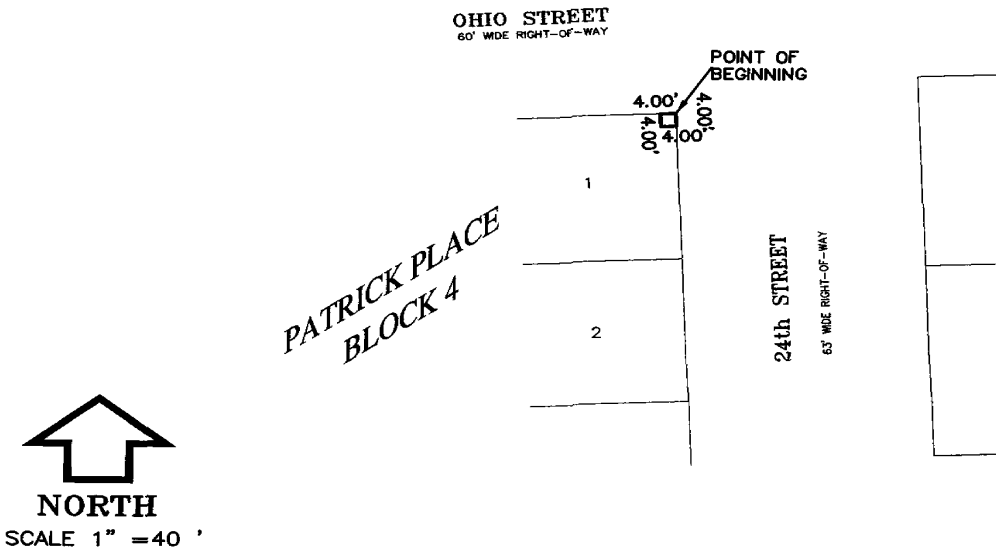 OHIO STREET
60' WIDE RIGHT-OF-WAY
POINT OF
BEGINNING
4.00'
4.00'
4.00'
4.00'
1
PATRICK PLACE
BLOCK 4
2
24th STREET
63' WIDE RIGHT-OF-WAY
NORTH
SCALE 1" =40 '